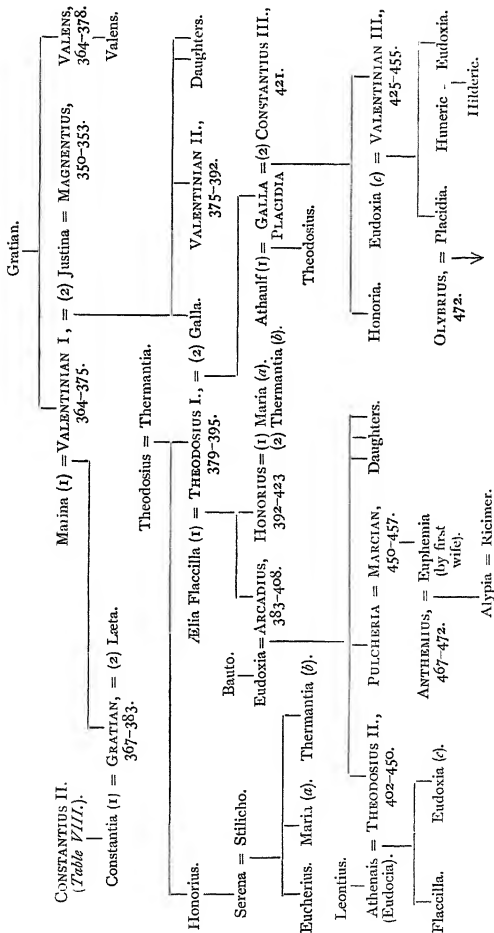 Gratian.
CONSTANTIUS II.
(Table VIII.).
Marina (1) = VALENTINIAN I, = (2) Justina = MAGNENTIUS,
364-375.
350-353.
VALENS,
364-378.
Valens.
Constantia (1) = GRATIAN, = (2) Læta.
367-383.
Theodosius = Thermantia.
VALENTINIAN II.,
375-392.
Daughters.
Honorius.
Ælia Flaccilla (1) = THEODOSIUS I., = (2) Galla.
379-395.
Serena = Stilicho.
Bauto.
Eudoxia = ARCADIUS,
383-408.
HONORIUS = (1) Maria (a).
392-423
(2) Thermantia (b).
Athaulf (1) = GALLA = (2) CONSTANTIUS III.,
PLACIDIA
421.
Theodosius.
Eucherius.
Maria (a).
Thermantia (b).
Leontius.
Athenais = THEODOSIUS II.,
(Eudocia).
402-450.
PULCHERIA = MARCIAN,
450-457.
Daughters.
Honoria.
Eudoxia (c) = VALENTINIAN III.,
425-455.
Flaccilla.
Eudoxia (c).
ANTHEMIUS, = Euphemia
467-472.
(by first
wife).
Alypia = Ricimer.
OLYBRIUS, = Placidia.
472.
Huneric - Eudoxia.
Hilderic.